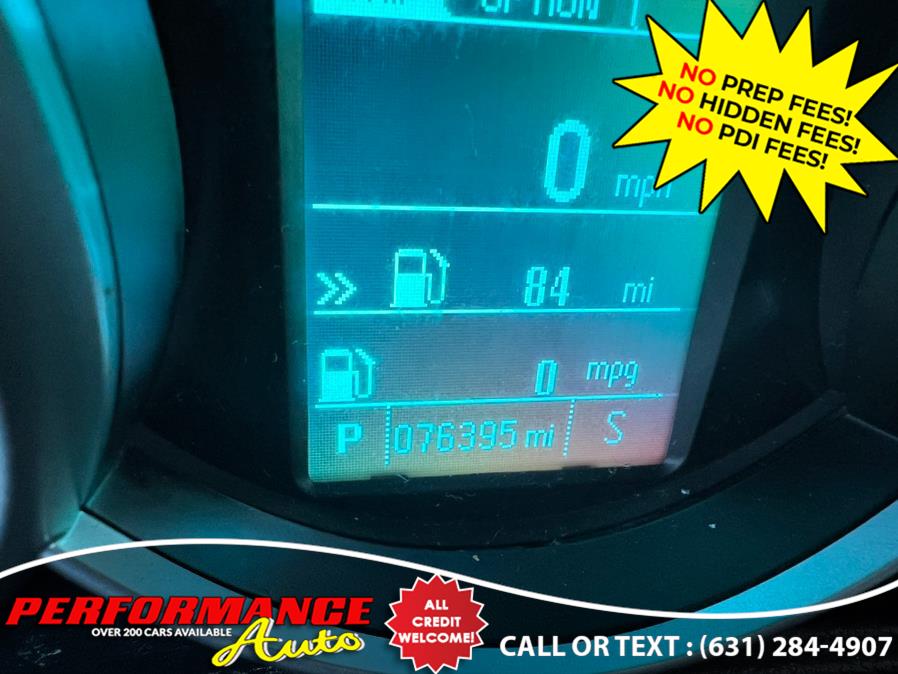 OPTION
NO PREP FEES!
NO HIDDEN FEES!
NO PDI FEES!
0 mph
84 mi
0 mpg
P 076395 mi S
PERFORMANCE
OVER 200 CARS AVAILABLE
Auto
ALL
CREDIT
WELCOME!
CALL OR TEXT : (631) 284-4907